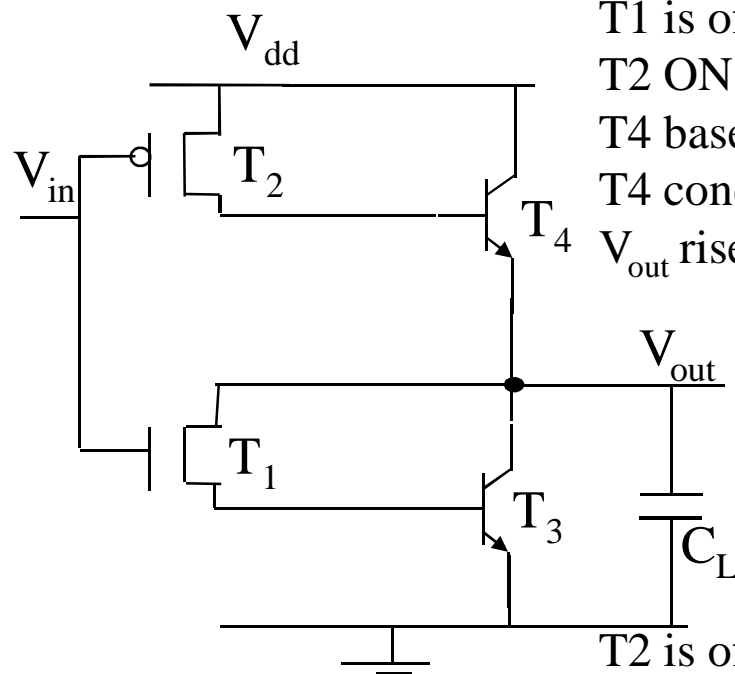 T1 is
V_dd
T2 ON
T4 base
V_in
T_2
T4
T_4
V_out rise
V_out
T_1
T_3
C_L
T2 is